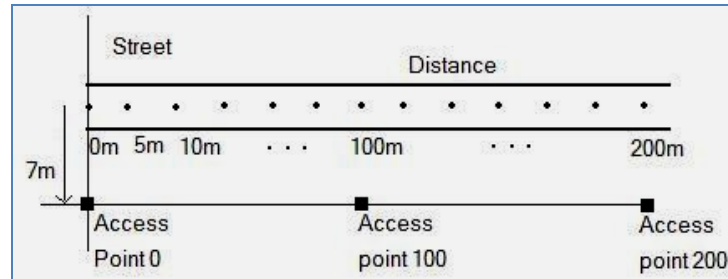 Street
Distance
0m 5m 10m . . . 100m . . . 200m
7m
Access Access Access
Point 0 point 100 point 200